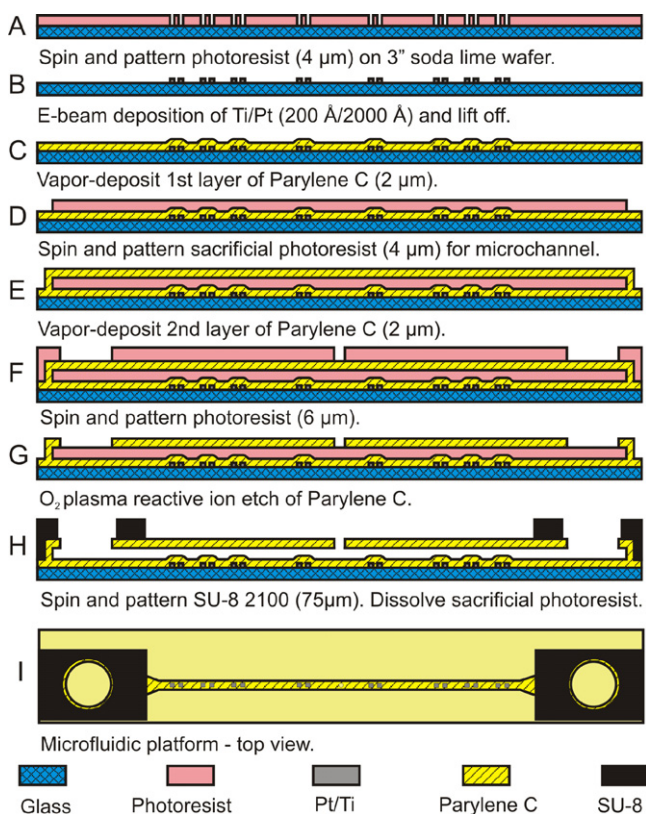 A
Spin and pattern photoresist (4 µm) on 3” soda lime wafer.
B
E-beam deposition of Ti/Pt (200 Å/2000 Å) and lift off.
C
Vapor-deposit 1st layer of Parylene C (2 µm).
D
Spin and pattern sacrificial photoresist (4 µm) for microchannel.
E
Vapor-deposit 2nd layer of Parylene C (2 µm).
F
Spin and pattern photoresist (6 µm).
G
O₂ plasma reactive ion etch of Parylene C.
H
Spin and pattern SU-8 2100 (75µm). Dissolve sacrificial photoresist.
I
Microfluidic platform - top view.
Glass Photoresist Pt/Ti Parylene C SU-8